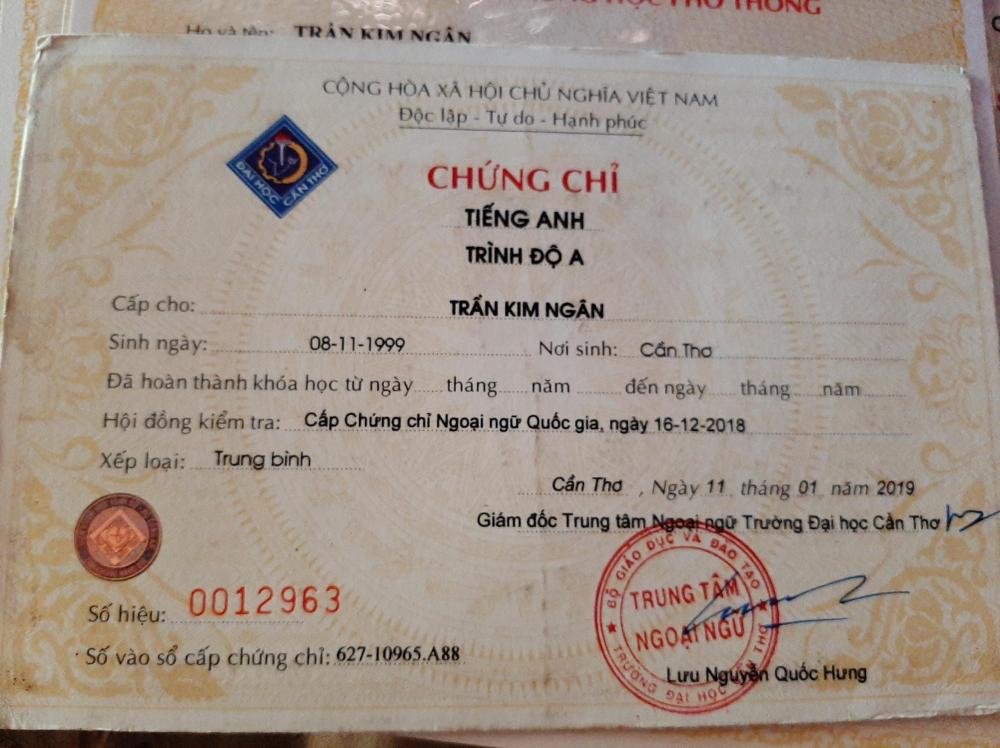 HỌC PHỔ THÔNG
Họ và tên: TRẦN KIM NGÂN
CỘNG HÒA XÃ HỘI CHỦ NGHĨA VIỆT NAM
Độc lập - Tự do - Hạnh phúc
ĐẠI HỌC CẦN THƠ
CHỨNG CHỈ
TIẾNG ANH
TRÌNH ĐỘ A
Cấp cho: TRẦN KIM NGÂN
Sinh ngày: 08-11-1999 Nơi sinh: Cần Thơ
Đã hoàn thành khóa học từ ngày tháng năm đến ngày tháng năm
Hội đồng kiểm tra: Cấp Chứng chỉ Ngoại ngữ Quốc gia, ngày 16-12-2018
Xếp loại: Trung bình
Cần Thơ , Ngày 11 tháng 01 năm 2019
Giám đốc Trung tâm Ngoại ngữ Trường Đại học Cần Thơ
BỘ GIÁO DỤC VÀ ĐÀO TẠO
TRUNG TÂM
NGOẠI NGỮ
TRƯỜNG ĐẠI HỌC CẦN THƠ
Số hiệu: 0012963
Số vào sổ cấp chứng chỉ: 627-10965.A88
Lưu Nguyễn Quốc Hưng